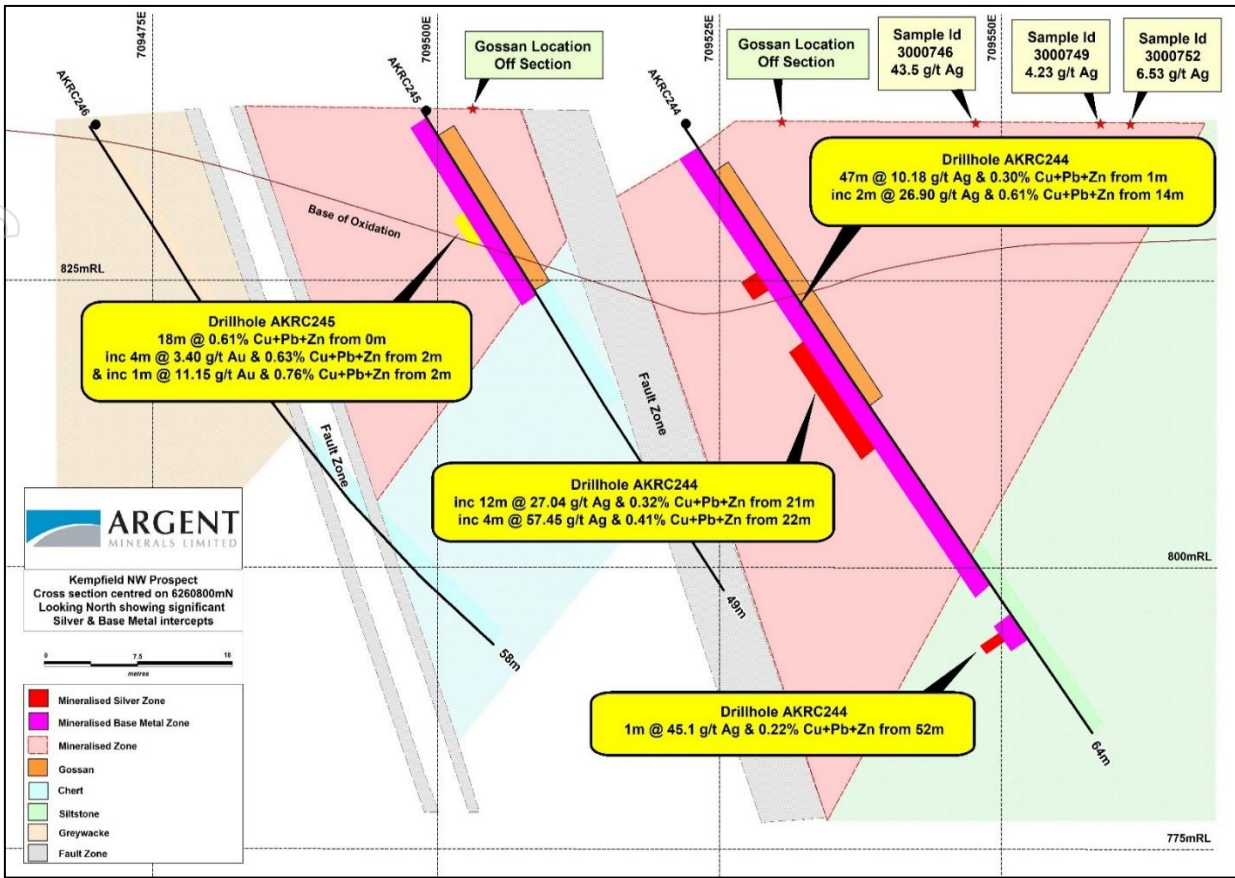 709475E
709500E
709525E
709550E
AKRC246
AKRC245
AKRC244
Gossan Location
Off Section
Gossan Location
Off Section
Sample Id
3000746
43.5 g/t Ag
Sample Id
3000749
4.23 g/t Ag
Sample Id
3000752
6.53 g/t Ag
Drillhole AKRC244
47m @ 10.18 g/t Ag & 0.30% Cu+Pb+Zn from 1m
inc 2m @ 26.90 g/t Ag & 0.61% Cu+Pb+Zn from 14m
Base of Oxidation
825mRL
Drillhole AKRC245
18m @ 0.61% Cu+Pb+Zn from 0m
inc 4m @ 3.40 g/t Au & 0.63% Cu+Pb+Zn from 2m
& inc 1m @ 11.15 g/t Au & 0.76% Cu+Pb+Zn from 2m
Fault Zone
Fault Zone
Drillhole AKRC244
inc 12m @ 27.04 g/t Ag & 0.32% Cu+Pb+Zn from 21m
inc 4m @ 57.45 g/t Ag & 0.41% Cu+Pb+Zn from 22m
800mRL
49m
58m
64m
Drillhole AKRC244
1m @ 45.1 g/t Ag & 0.22% Cu+Pb+Zn from 52m
775mRL
ARGENT
MINERALS LIMITED
Kempfield NW Prospect
Cross section centred on 6260800mN
Looking North showing significant
Silver & Base Metal intercepts
0 7.5 18
metres
Mineralised Silver Zone
Mineralised Base Metal Zone
Mineralised Zone
Gossan
Chert
Siltstone
Greywacke
Fault Zone